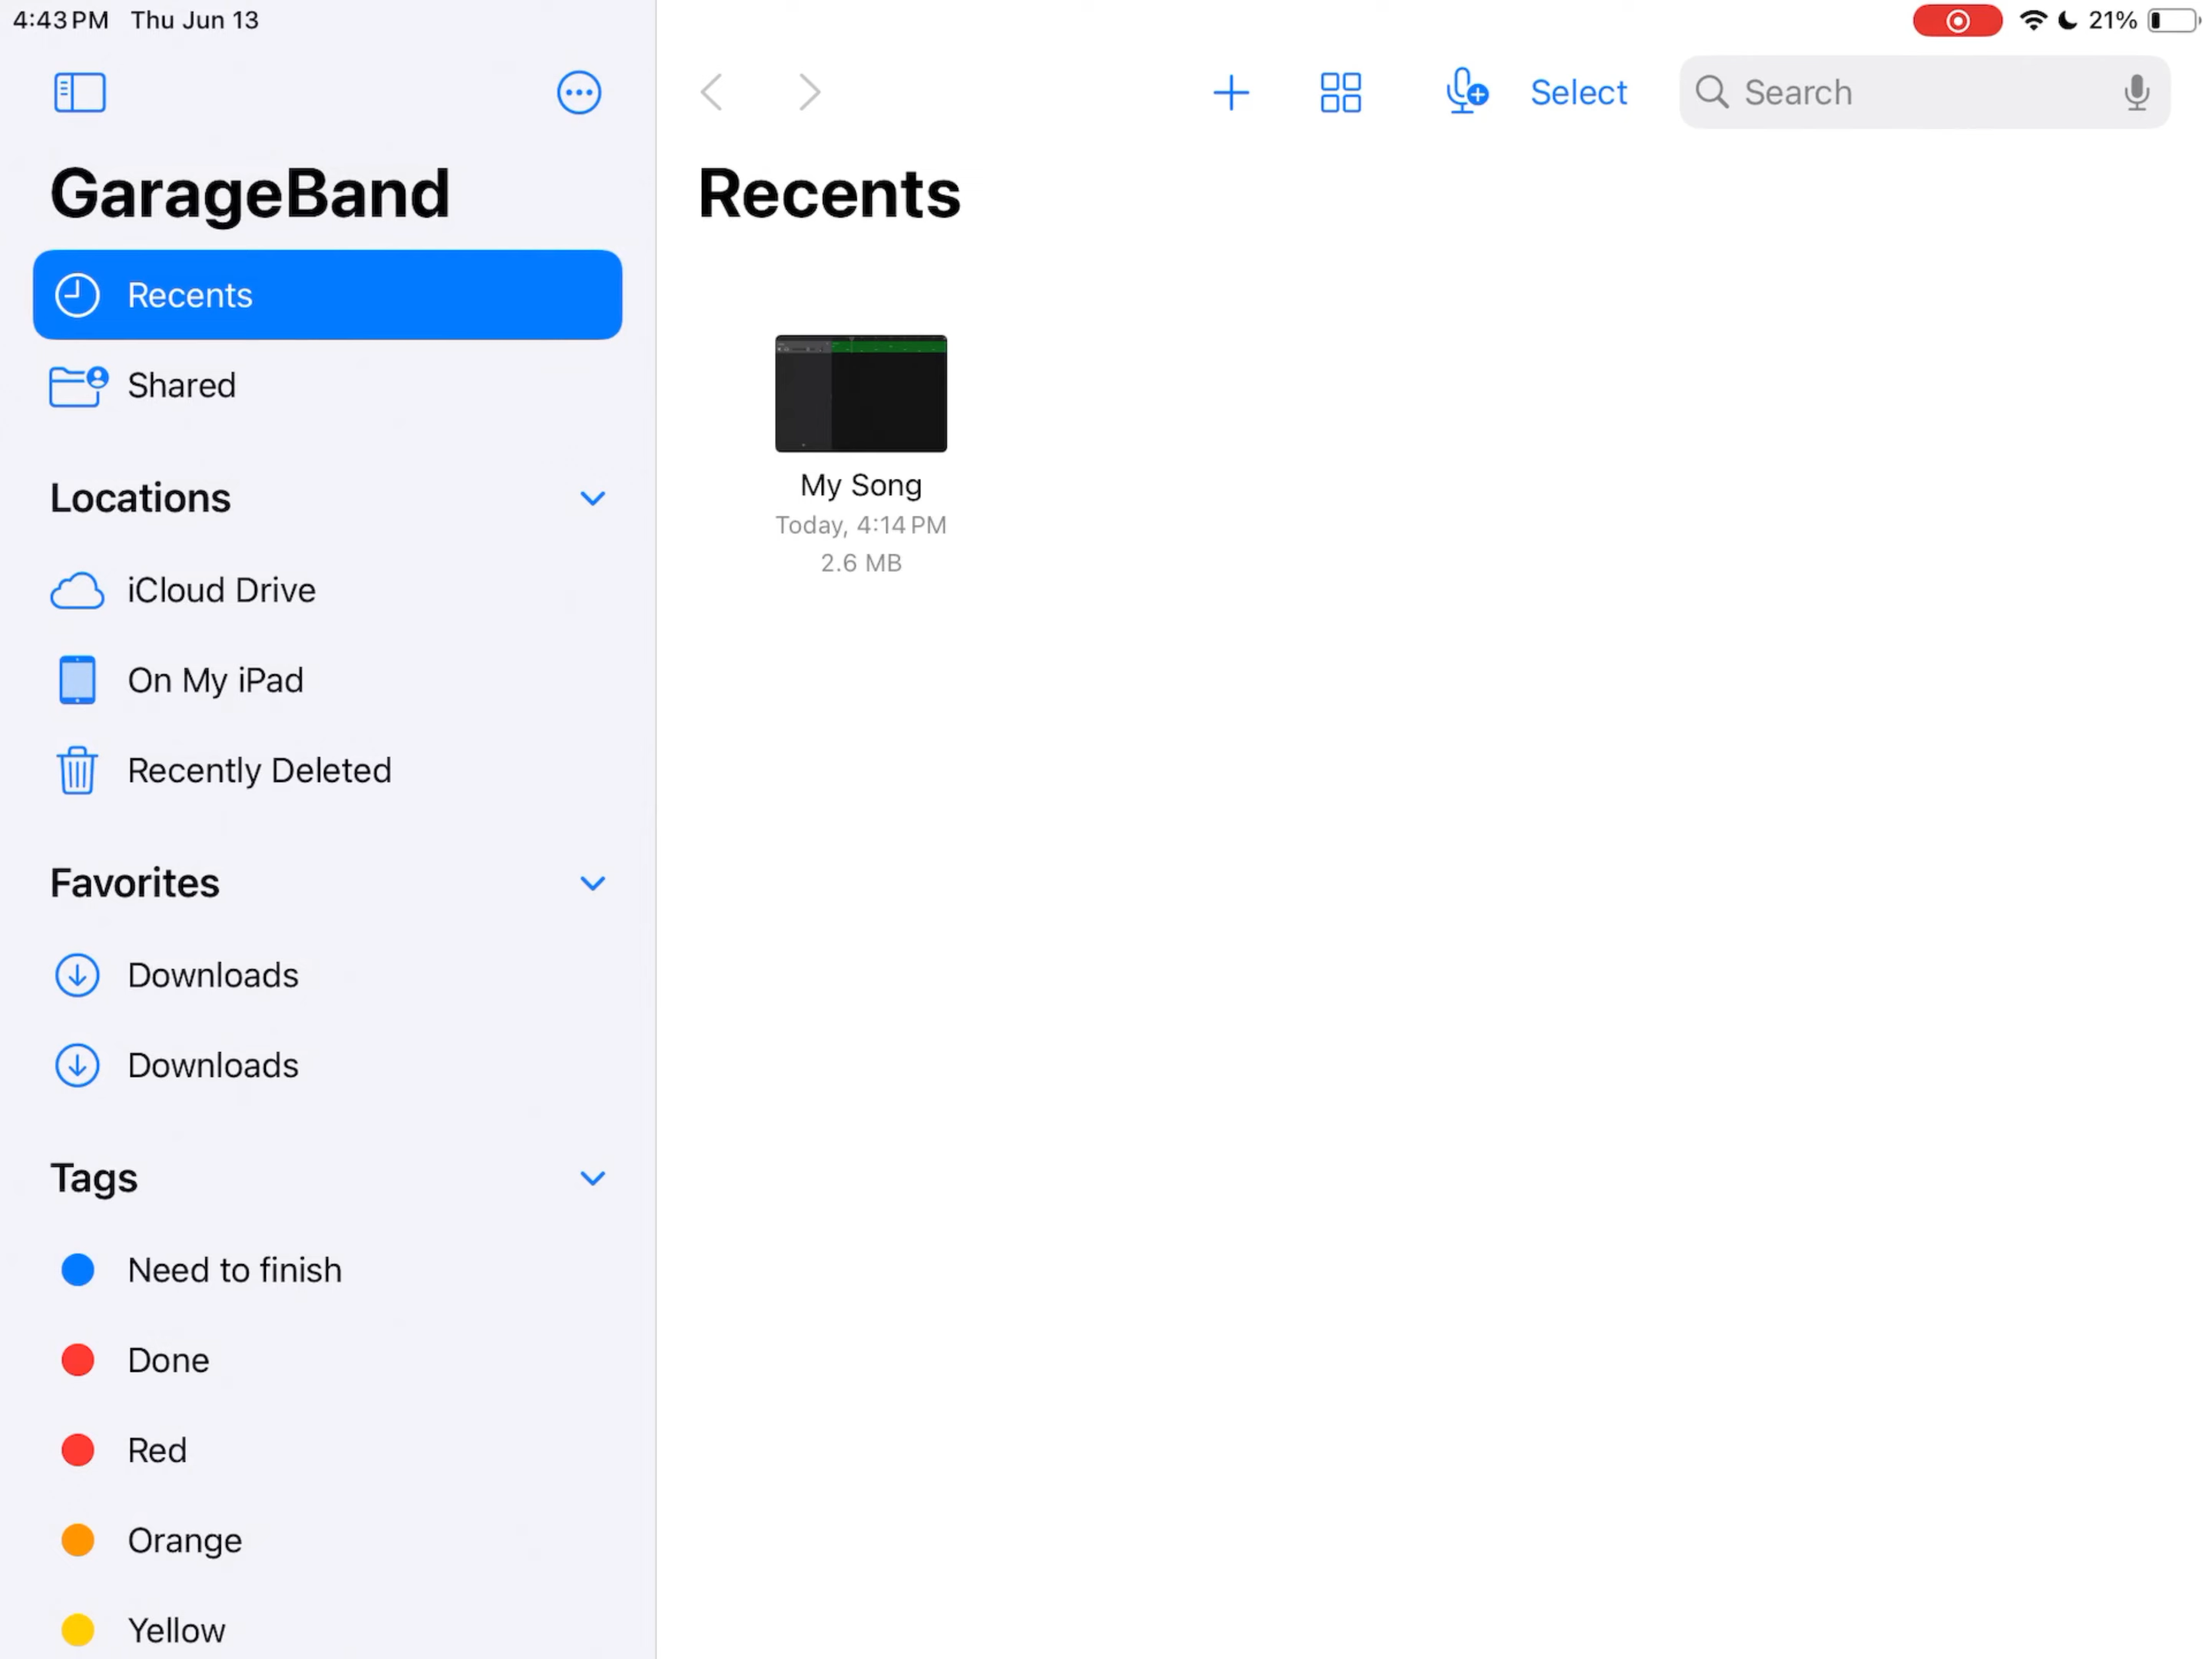 4:43 PM Thu Jun 13
21%
GarageBand
Recents
Shared
Locations
iCloud Drive
On My iPad
Recently Deleted
Favorites
Downloads
Downloads
Tags
Need to finish
Done
Red
Orange
Yellow
Select
Search
Recents
My Song
Today, 4:14 PM
2.6 MB